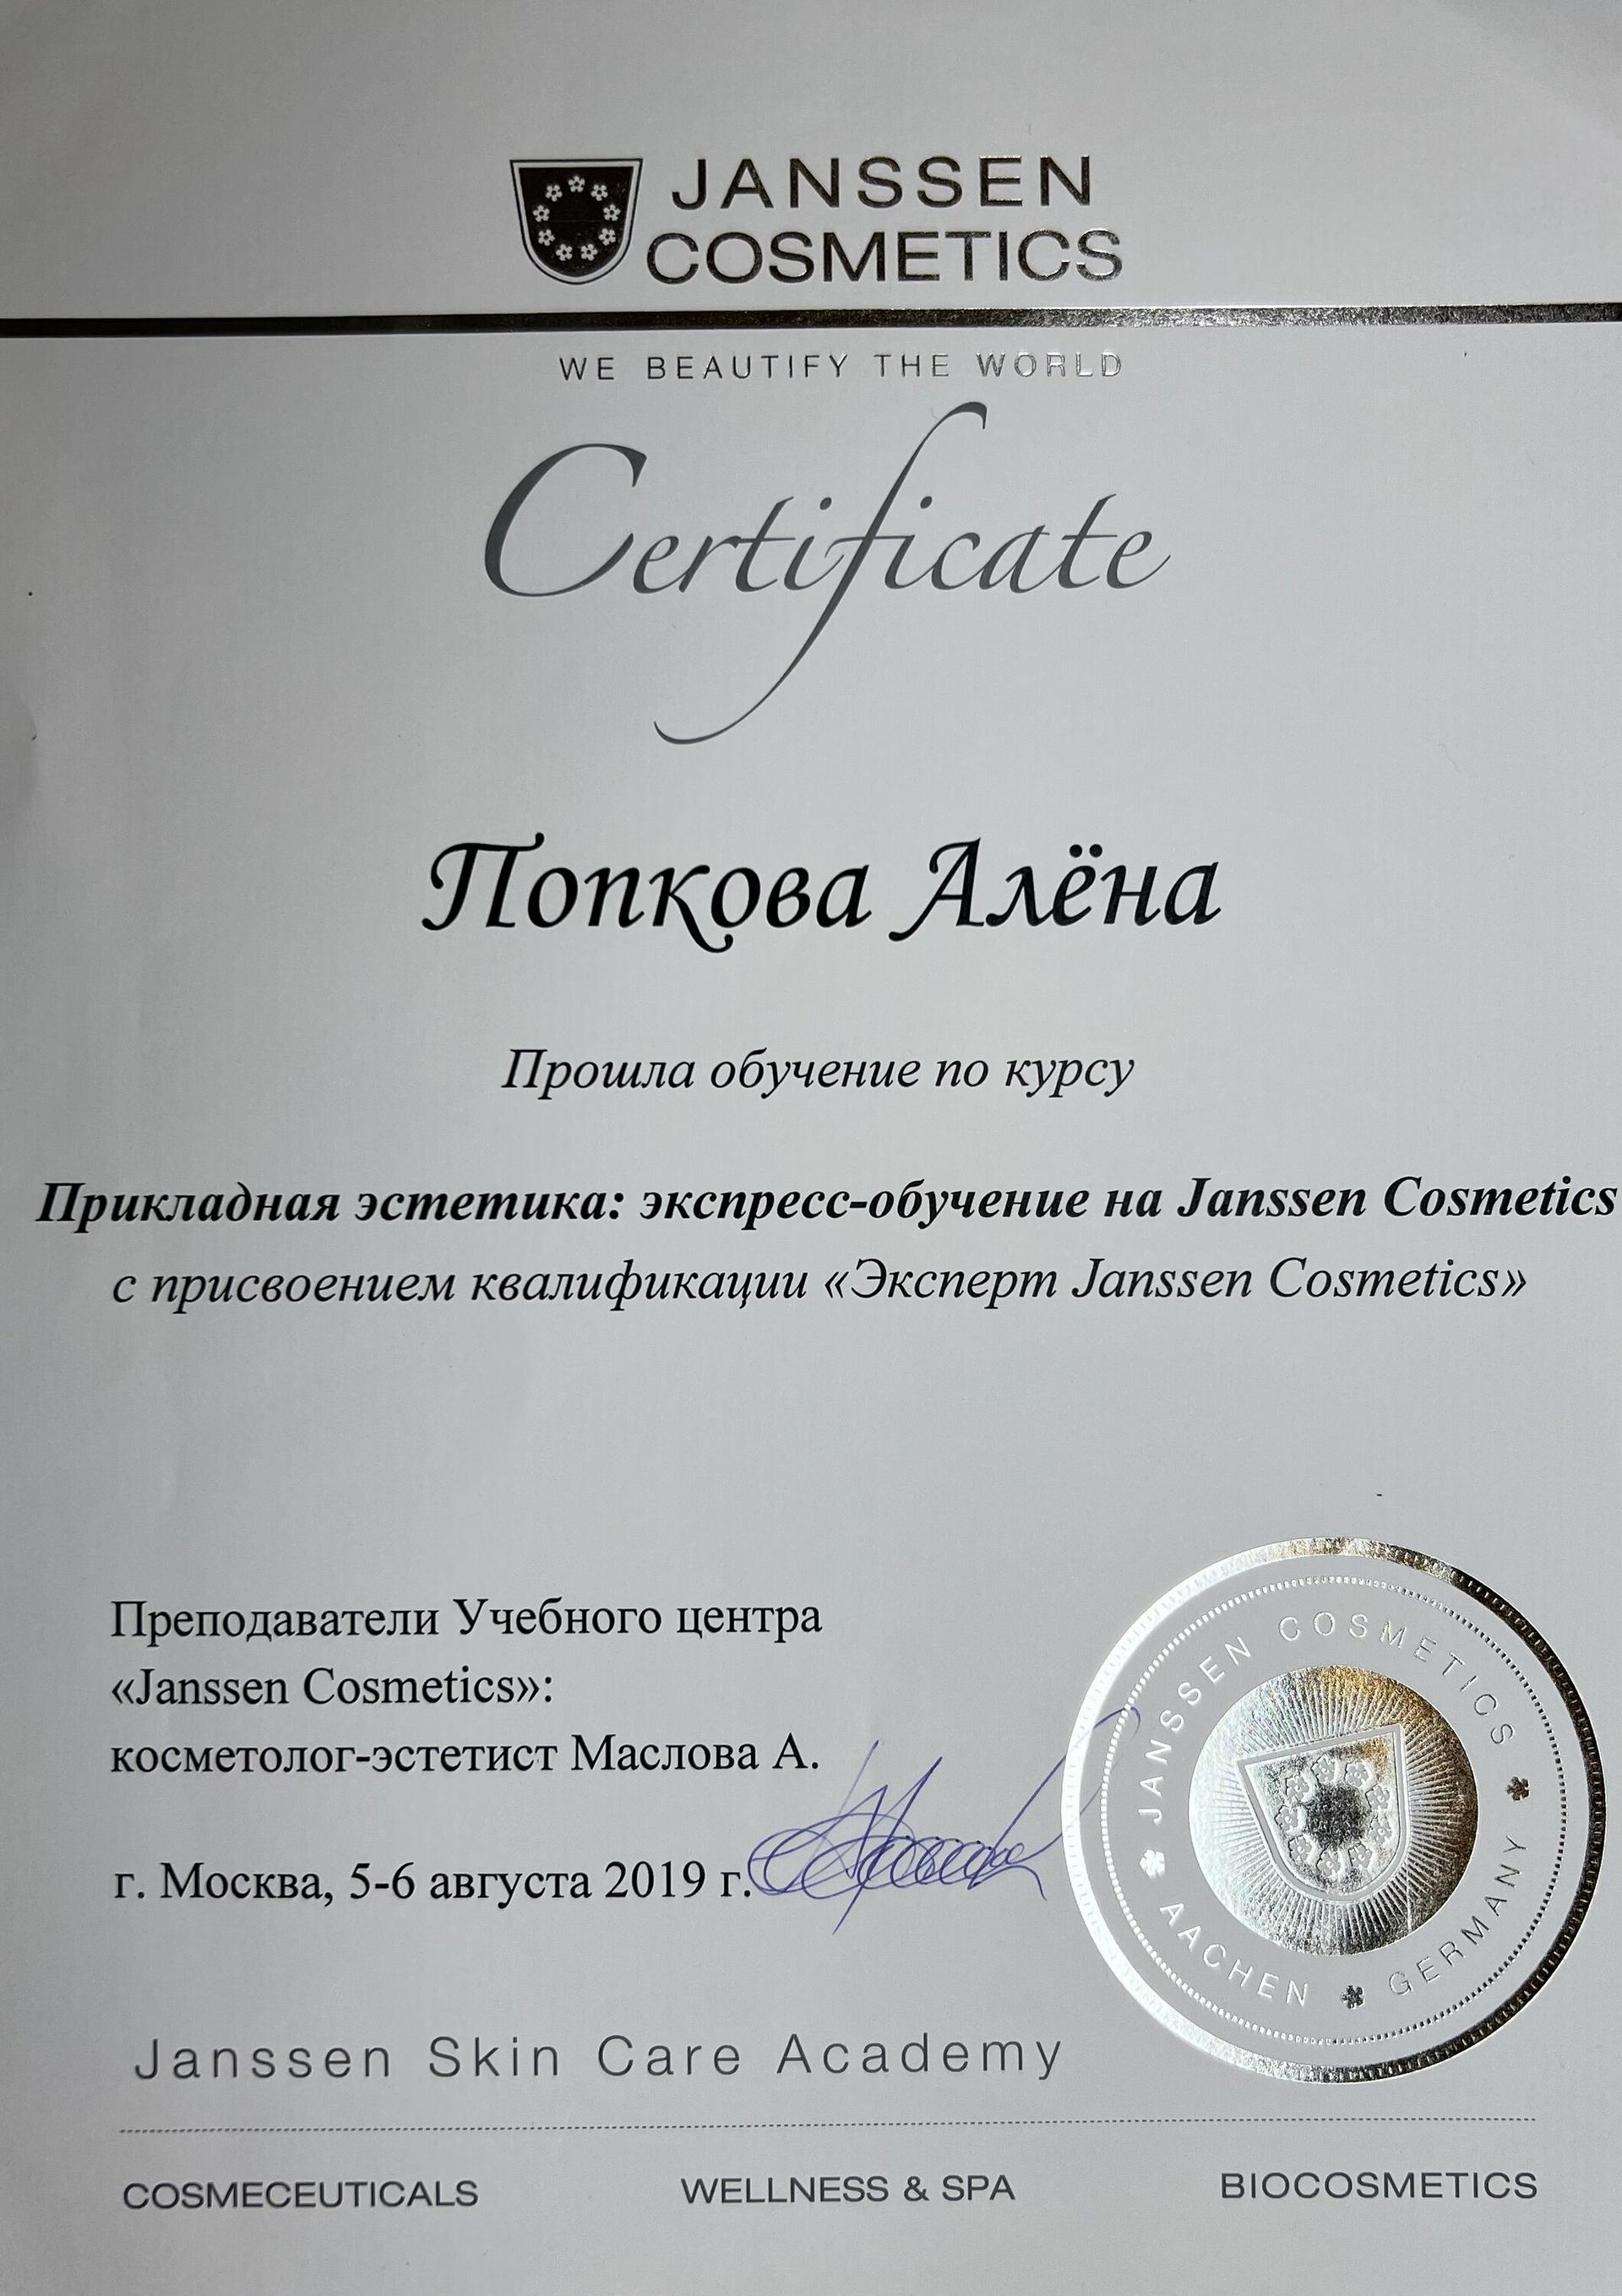 JANSSEN
COSMETICS
WE BEAUTIFY THE WORLD
Certificate
Попкова Алёна
Прошла обучение по курсу
Прикладная эстетика: экспресс-обучение на Janssen Cosmetics
с присвоением квалификации «Эксперт Janssen Cosmetics»
Преподаватели Учебного центра
«Janssen Cosmetics»:
косметолог-эстетист Маслова А.
г. Москва, 5-6 августа 2019 г.
JANSSEN COSMETICS
AACHEN GERMANY
Janssen Skin Care Academy
COSMECEUTICALS WELLNESS & SPA BIOCOSMETICS